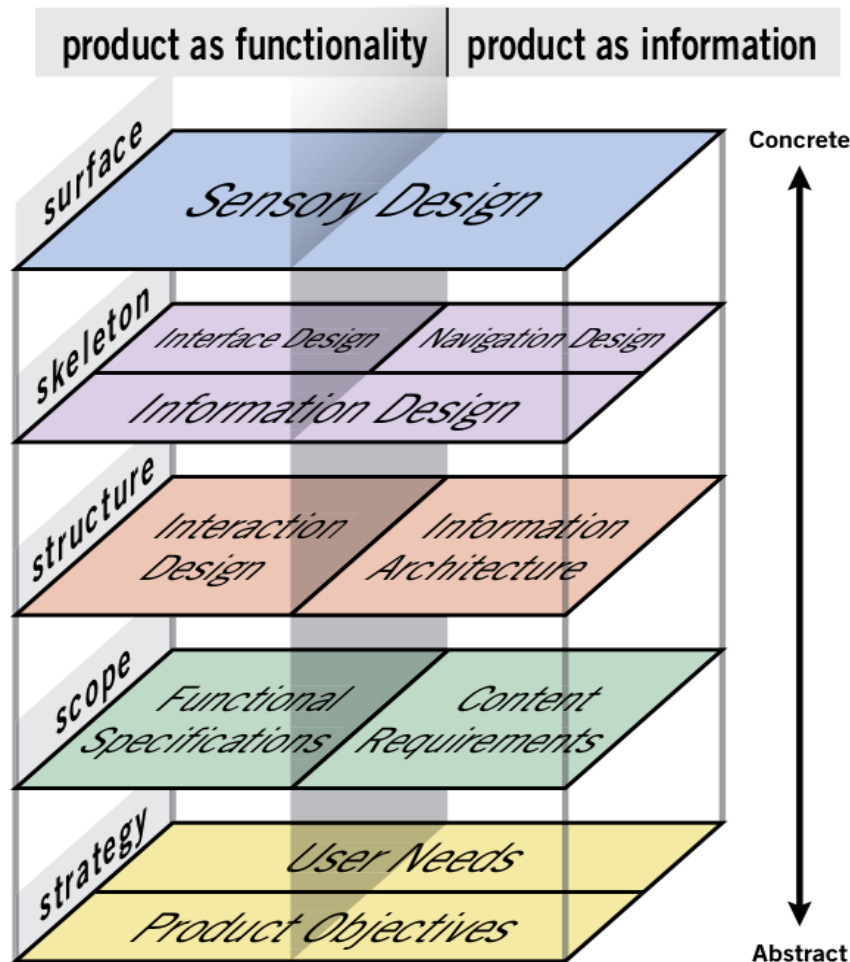 product as functionality
product as information
surface
Concrete
Sensory Design
skeleton
Interface Design
Navigation Design
Information Design
structure
Interaction
Design
Information
Architecture
scope
Functional
Specifications
Content
Requirements
strategy
User Needs
Product Objectives
Abstract